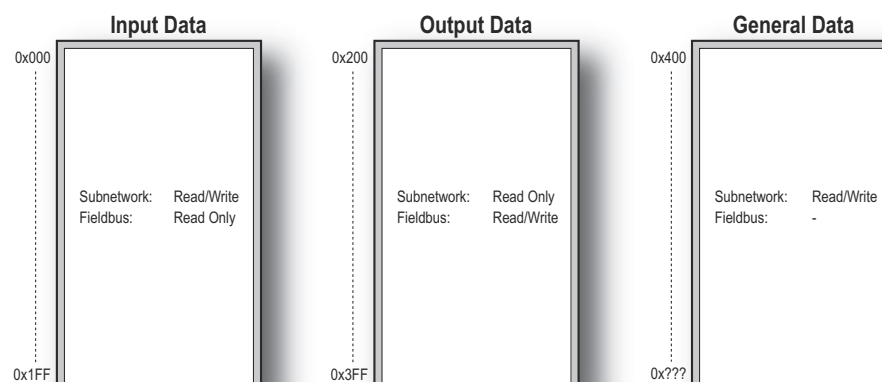 Input Data
0x000
Subnetwork: Read/Write
Fieldbus: Read Only
0x1FF
Output Data
0x200
Subnetwork: Read Only
Fieldbus: Read/Write
0x3FF
General Data
0x400
Subnetwork: Read/Write
Fieldbus: -
0x???